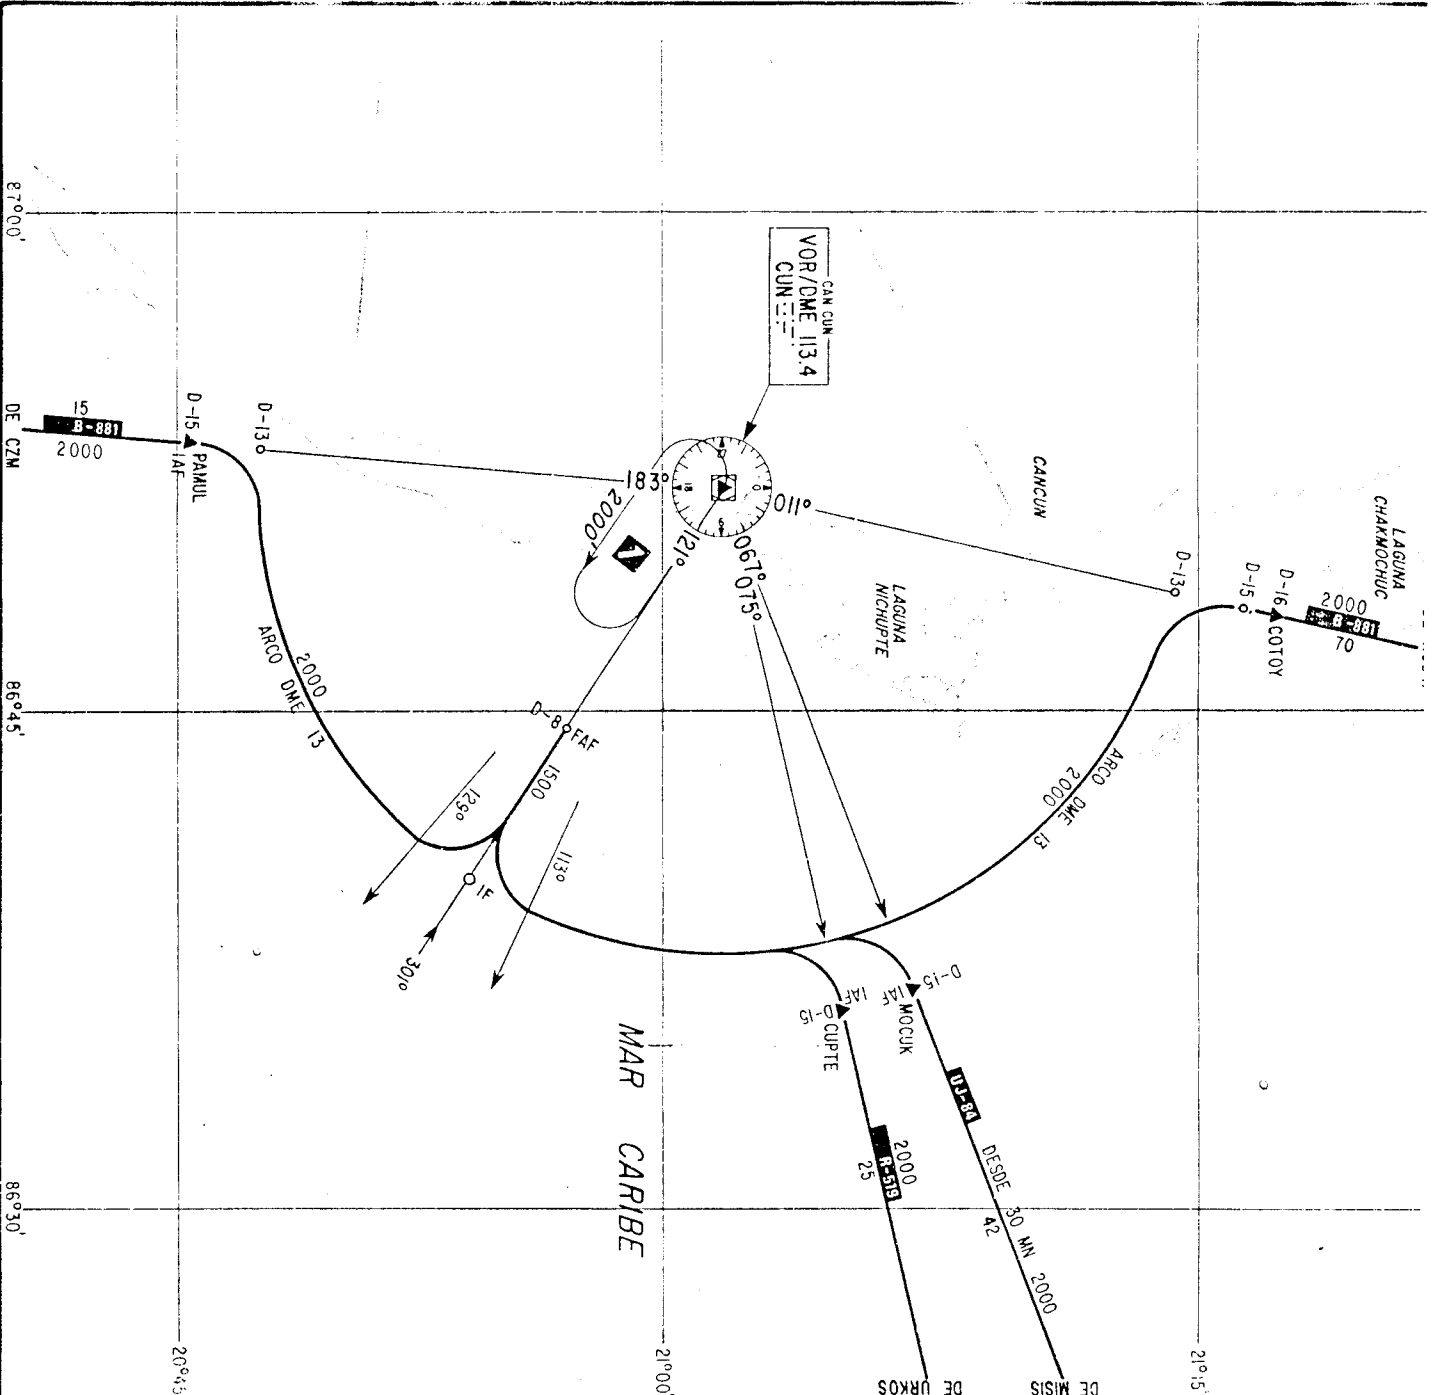 LAGUNA
CHAKMOCHUC
2000
B-881
70
D-16
COTOY
D-15
D-13
CANCUN
CAN CUN
VOR/DME 113.4
CUN
011°
LAGUNA
NICHUPTE
067°
075°
183°
121°
2000'
ARCO DME 13
2000
D-8
FAF
1500
129°
113°
IF
301°
D-15
IAF
MOCUK
D-15
IAF
CUPTE
UJ-84
DESDE 30 MN 2000
42
DE MISIS
2000
R-519
25
DE URKOS
MAR CARIBE
D-13
D-15
PAMUL
IAF
15
B-881
2000
DE CZM
2000
ARCO DME 13
87°00'
86°45'
86°30'
20°45'
21°00'
21°15'